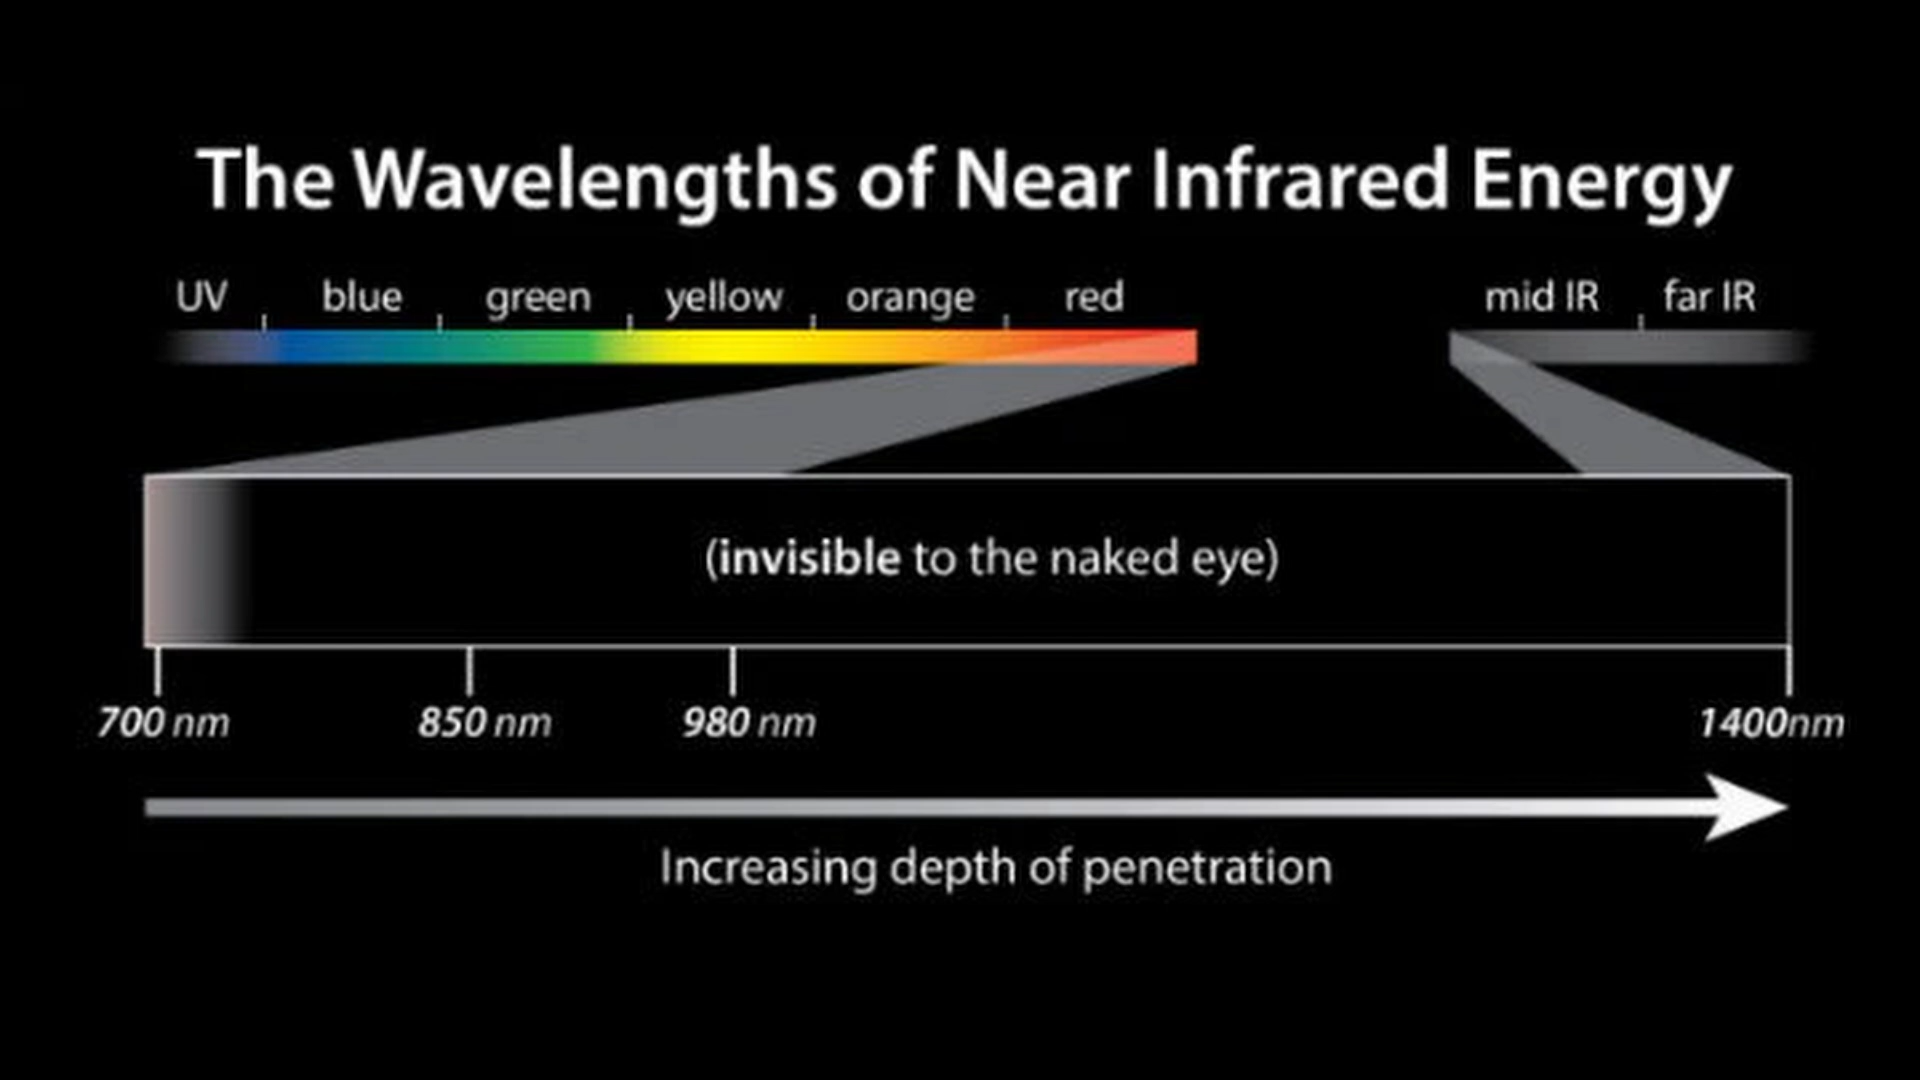 The Wavelengths of Near Infrared Energy
UV blue green yellow orange red mid IR far IR
(invisible to the naked eye)
700 nm 850 nm 980 nm 1400nm
Increasing depth of penetration